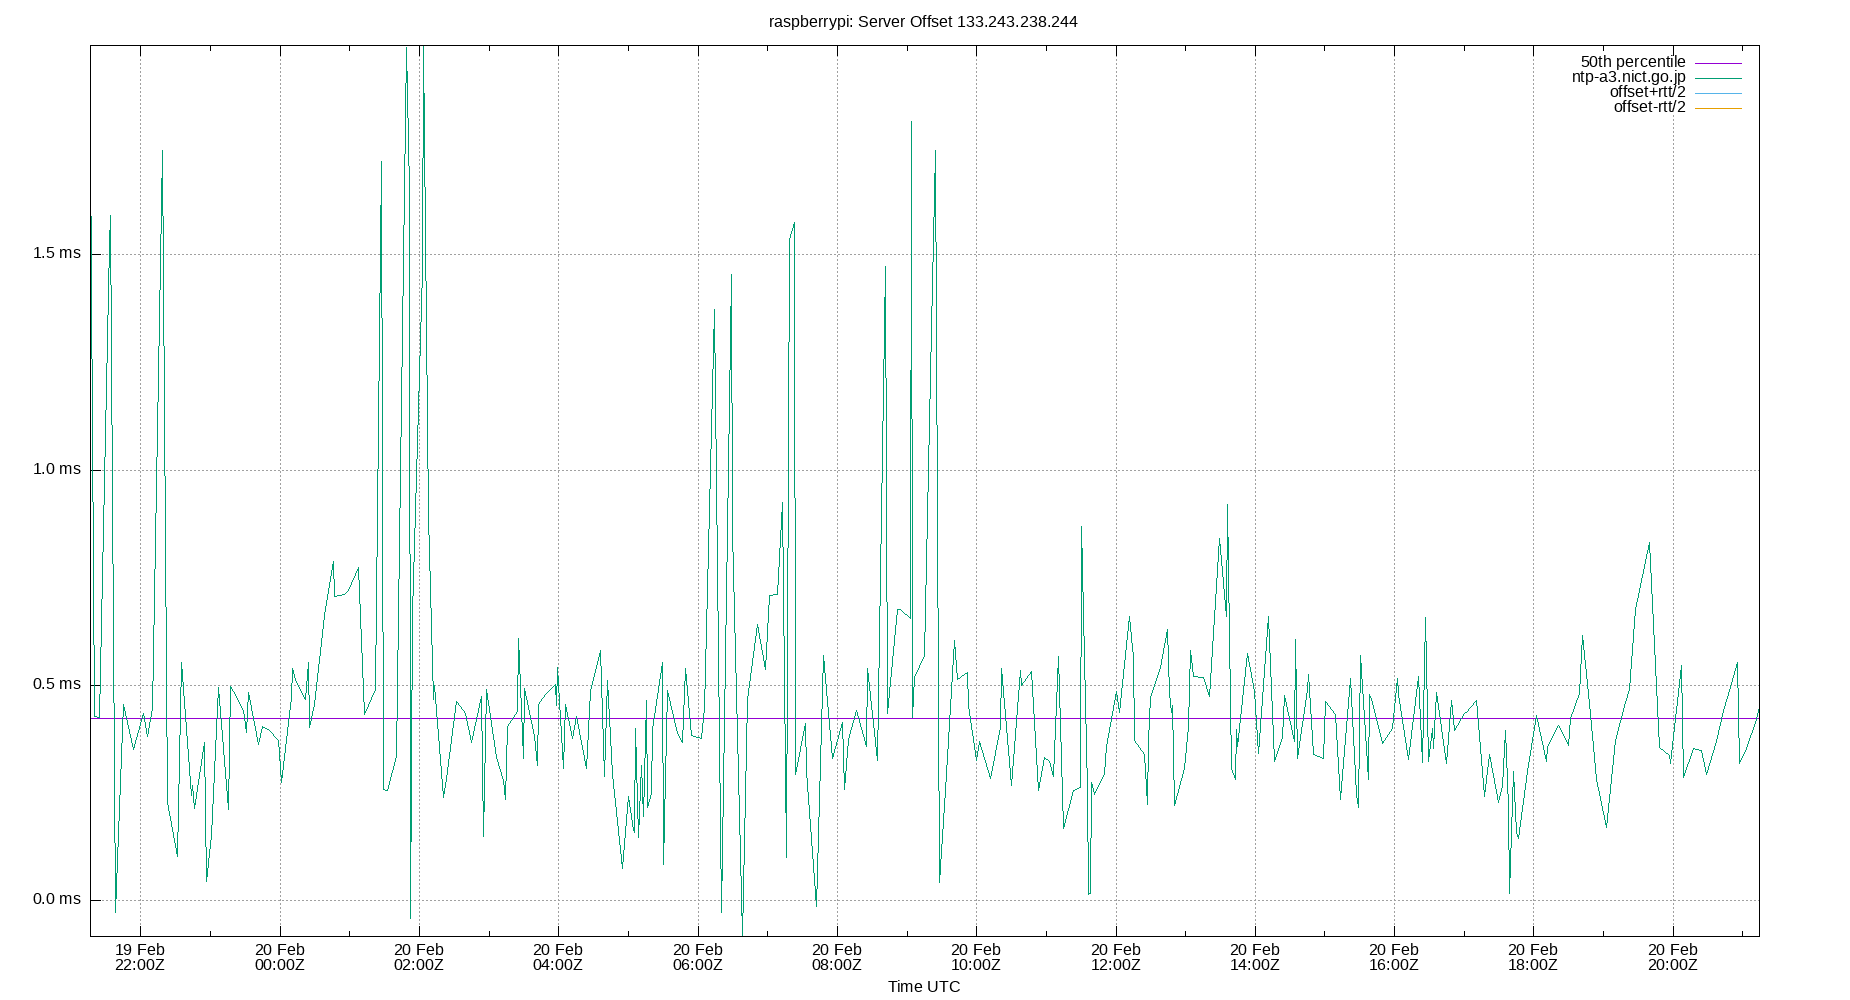 raspberrypi: Server Offset 133.243.238.244
50th percentile
ntp-a3.nict.go.jp
offset+rtt/2
offset-rtt/2
1.5 ms
1.0 ms
0.5 ms
0.0 ms
19 Feb 20 Feb 20 Feb 20 Feb 20 Feb 20 Feb 20 Feb 20 Feb 20 Feb 20 Feb 20 Feb 20 Feb
22:00Z 00:00Z 02:00Z 04:00Z 06:00Z 08:00Z 10:00Z 12:00Z 14:00Z 16:00Z 18:00Z 20:00Z
Time UTC